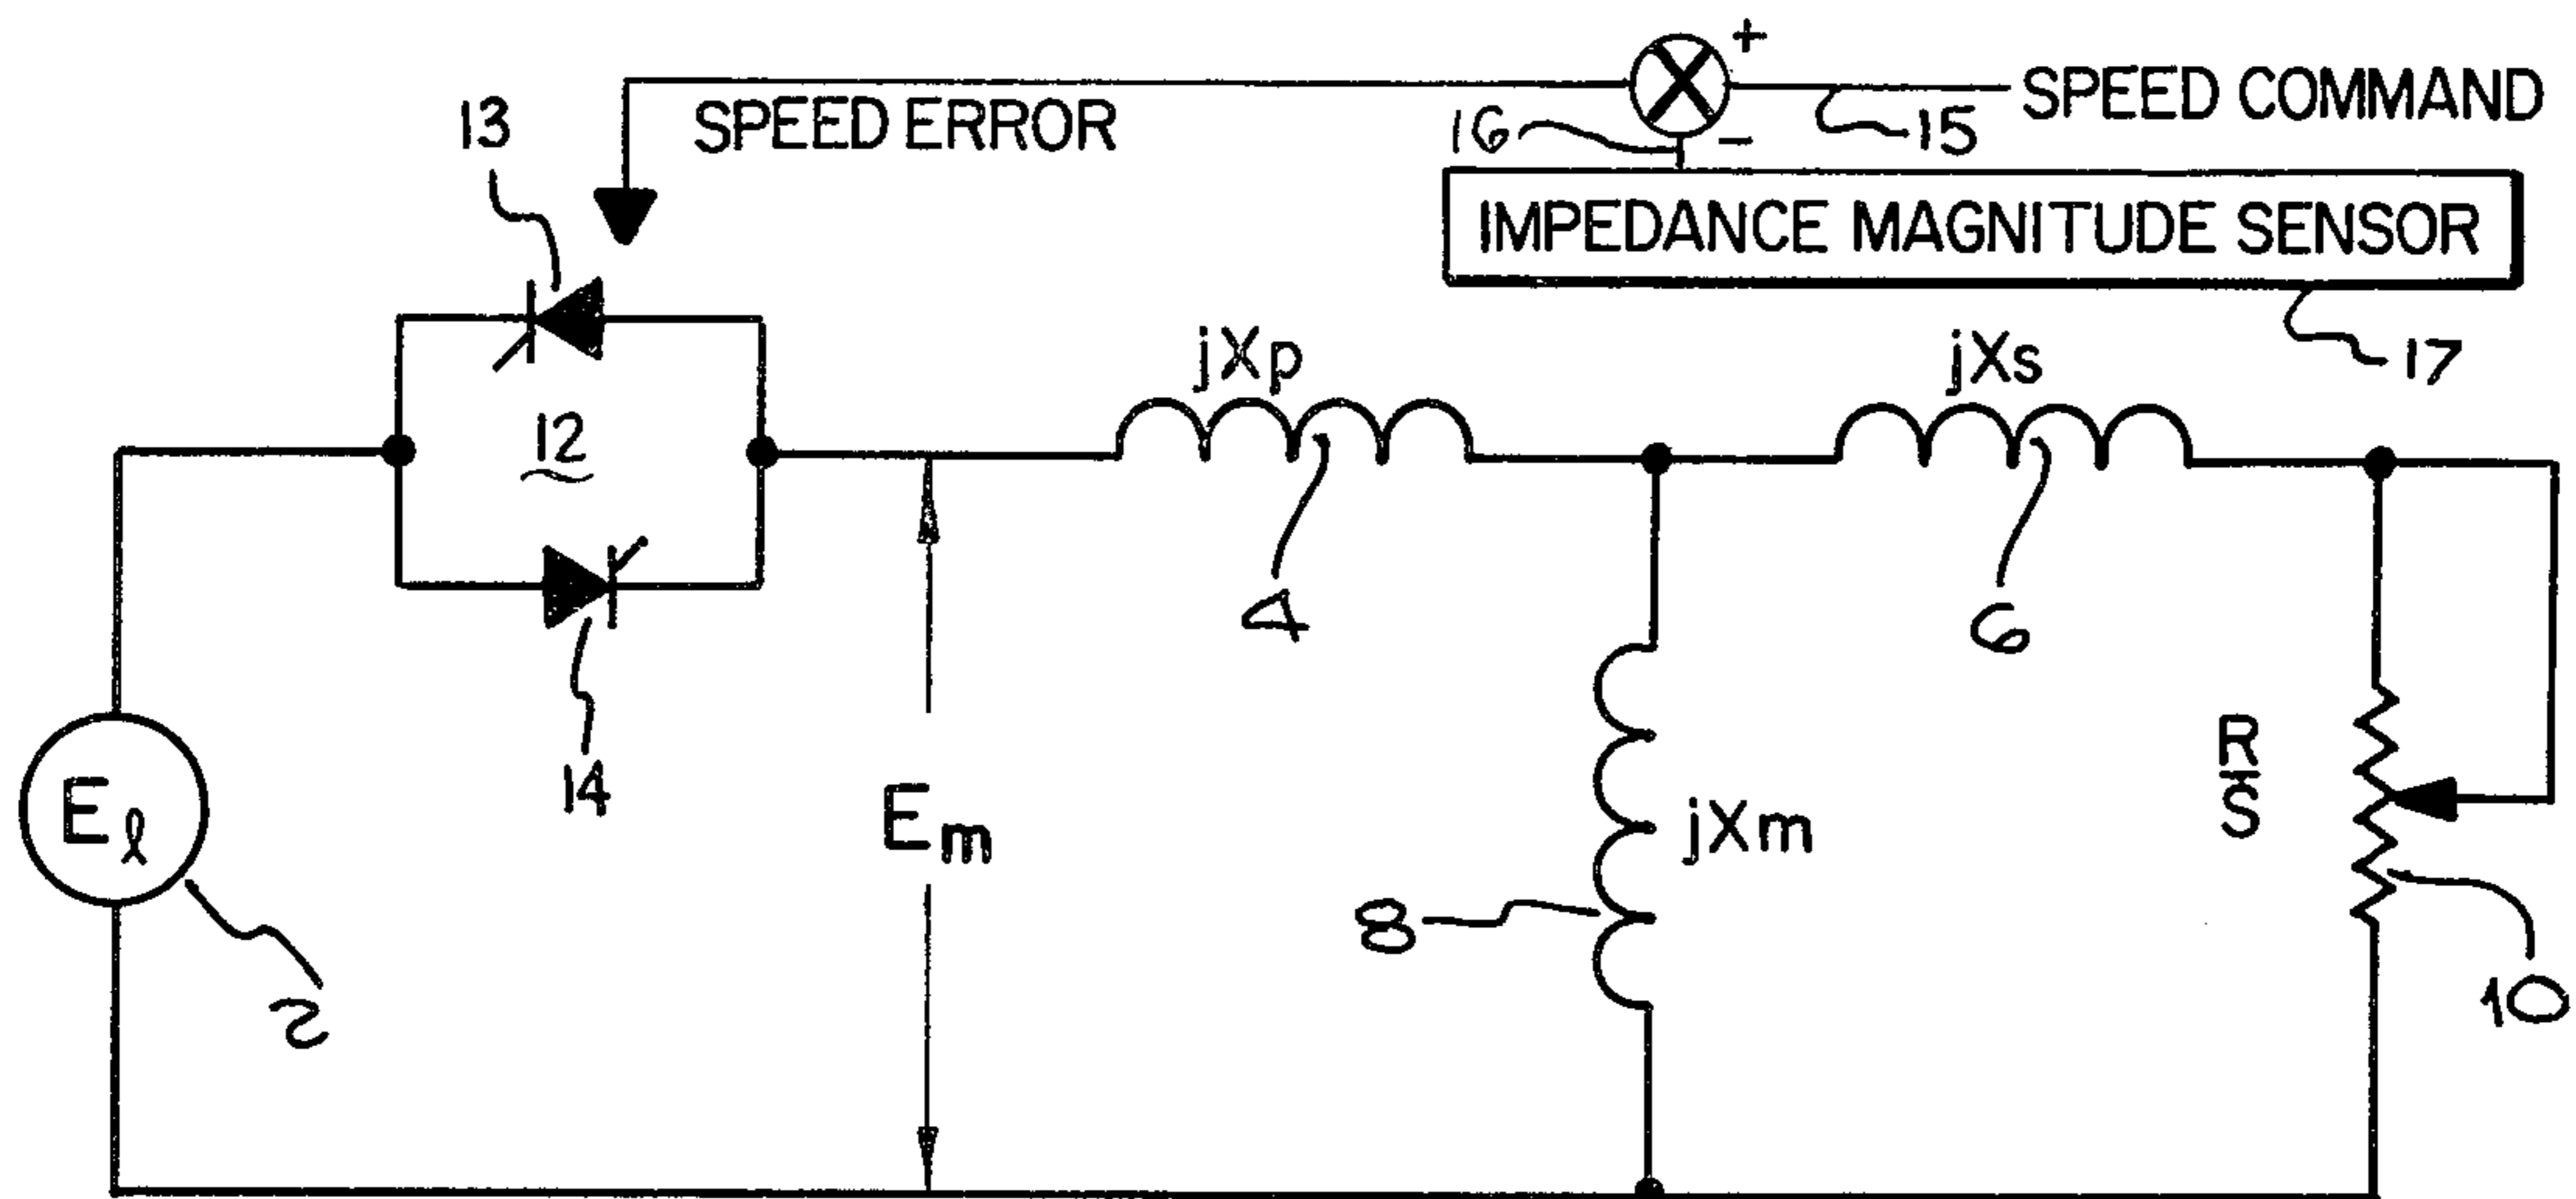 +
SPEED COMMAND
SPEED ERROR
13
16
−
15
IMPEDANCE MAGNITUDE SENSOR
jXp
jXs
17
12
4
6
14
R
S
El
Em
jXm
8
2
10